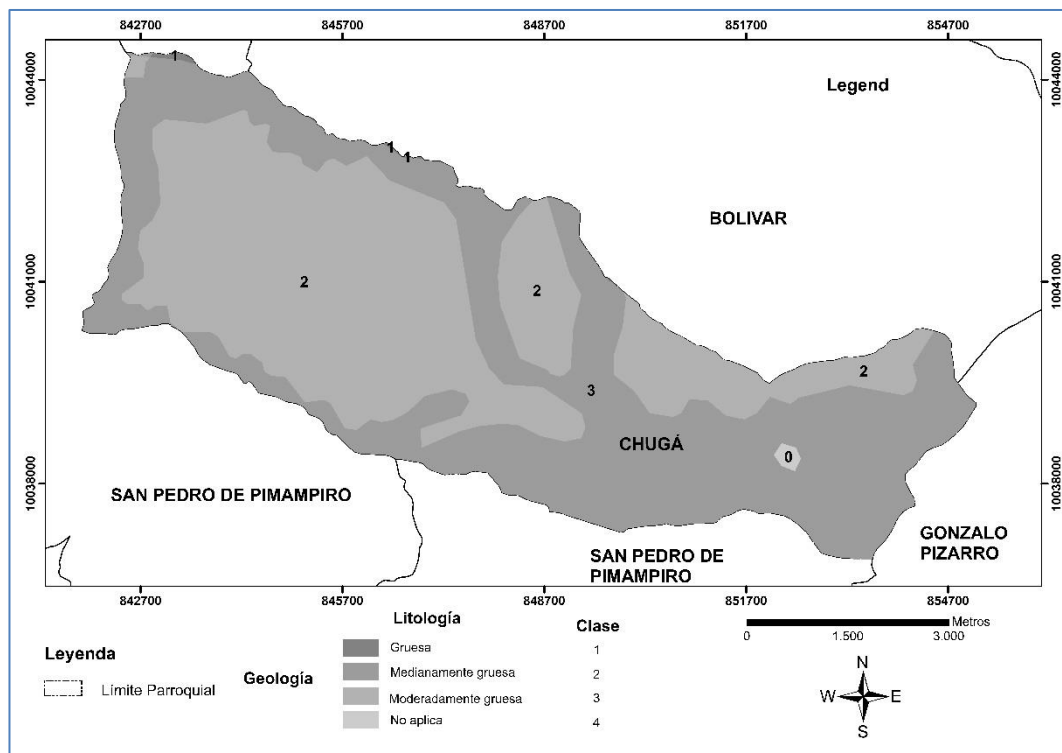 842700 845700 848700 851700 854700
1
10044000 10044000
Legend
1
1
BOLIVAR
10041000 10041000
2
2
2
3
CHUGÁ
0
10038000 10038000
SAN PEDRO DE PIMAMPIRO
GONZALO
PIZARRO
SAN PEDRO DE
PIMAMPIRO
842700 845700 848700 851700 854700
Litología Clase
Metros
0 1.500 3.000
Leyenda
Límite Parroquial
Geología
Gruesa 1
Medianamente gruesa 2
Moderadamente gruesa 3
No aplica 4
N
W E
S